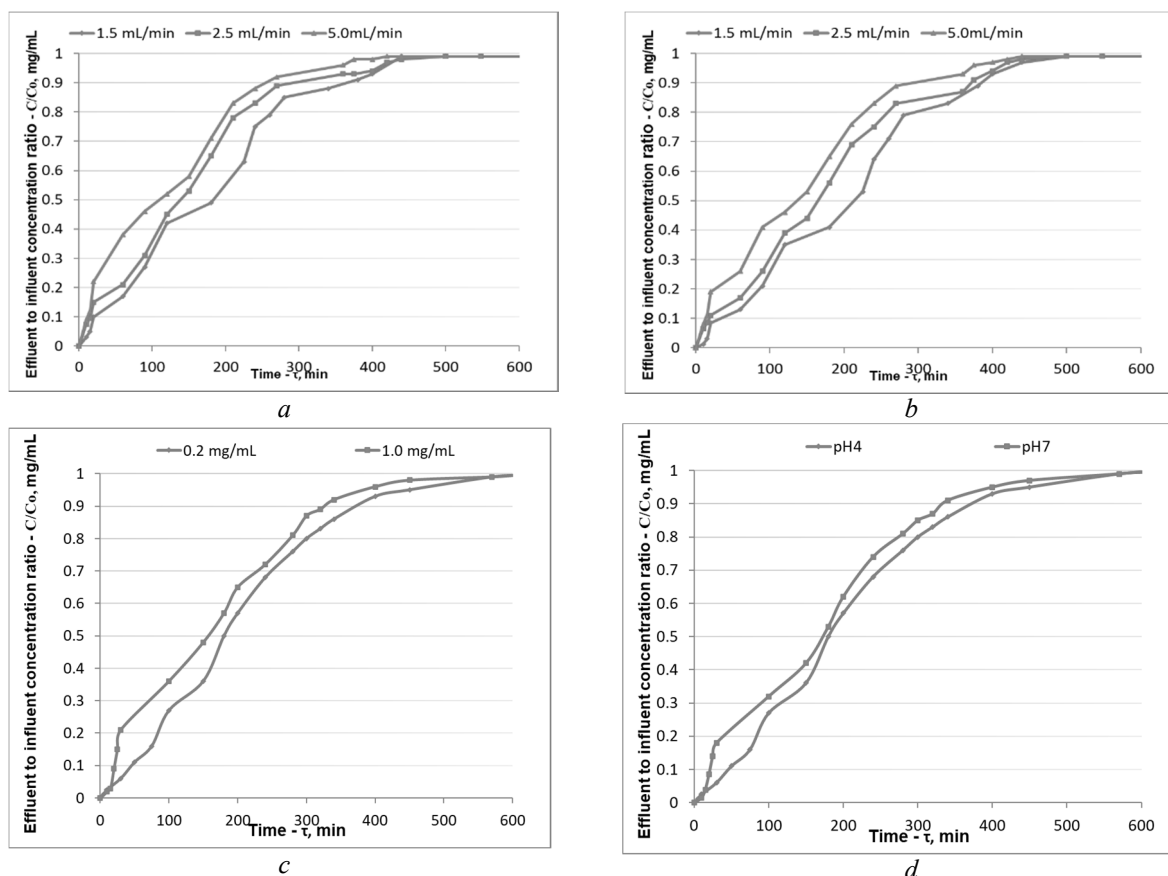 1.5 mL/min 2.5 mL/min 5.0mL/min
Effluent to influent concentration ratio - C/Co, mg/mL
1
0.9
0.8
0.7
0.6
0.5
0.4
0.3
0.2
0.1
0
0 100 200 300 400 500 600
Time - τ, min
a
1.5 mL/min 2.5 mL/min 5.0mL/min
Effluent to influent concentration ratio - C/Co, mg/mL
1
0.9
0.8
0.7
0.6
0.5
0.4
0.3
0.2
0.1
0
0 100 200 300 400 500 600
Time - τ, min
b
0.2 mg/mL 1.0 mg/mL
Effluent to influent concentration ratio - C/Co, mg/mL
1
0.9
0.8
0.7
0.6
0.5
0.4
0.3
0.2
0.1
0
0 100 200 300 400 500 600
Time - τ, min
c
pH4 pH7
Effluent to influent concentration ratio - C/Co, mg/mL
1
0.9
0.8
0.7
0.6
0.5
0.4
0.3
0.2
0.1
0
0 100 200 300 400 500 600
Time - τ, min
d